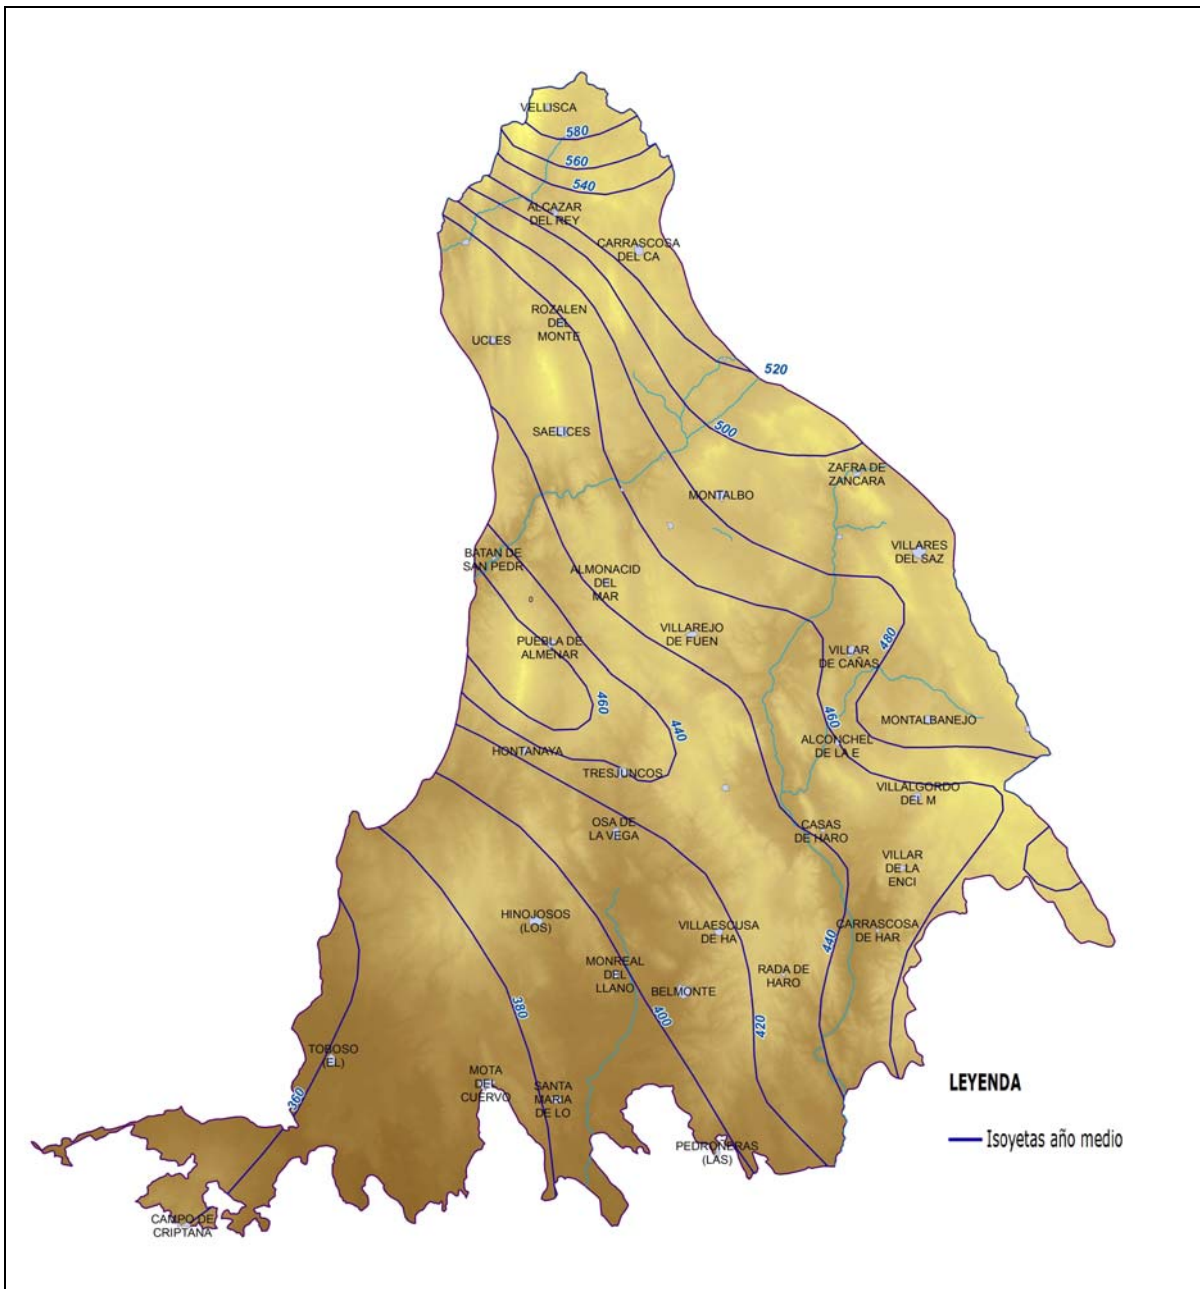 VELLISCA
580
560
540
ALCAZAR
DEL REY
CARRASCOSA
DEL CA
ROZALEN
DEL
MONTE
UCLES
520
500
SAELICES
ZAFRA DE
ZANCARA
MONTALBO
VILLARES
DEL SAZ
BATAN DE
SAN PEDR
ALMONACID
DEL
MAR
VILLAREJO
DE FUEN
480
PUEBLA DE
ALMENAR
VILLAR
DE CAÑAS
460
440
460
MONTALBANEJO
ALCONCHEL
DE LA E
HONTANAYA
TRESJUNCOS
VILLALGORDO
DEL M
OSA DE
LA VEGA
CASAS
DE HARO
VILLAR
DE LA
ENCI
HINOJOSOS
(LOS)
VILLAESCUSA
DE HA
CARRASCOSA
DE HAR
440
MONREAL
DEL
LLANO
RADA DE
HARO
BELMONTE
380
400
420
TOBOSO
(EL)
MOTA
DEL
CUERVO
SANTA
MARIA
DE LO
360
PEDROÑERAS
(LAS)
CAMPO DE
CRIPTANA
LEYENDA
Isoyetas año medio